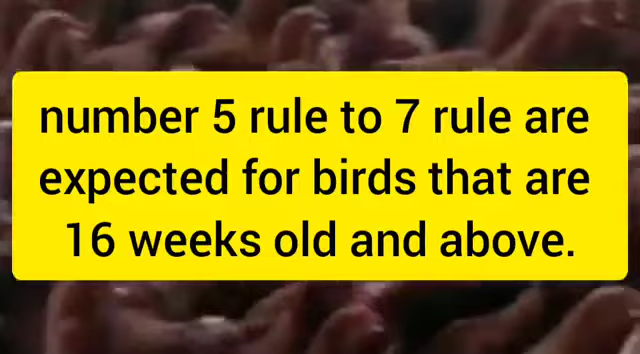 number 5 rule to 7 rule are
expected for birds that are
16 weeks old and above.